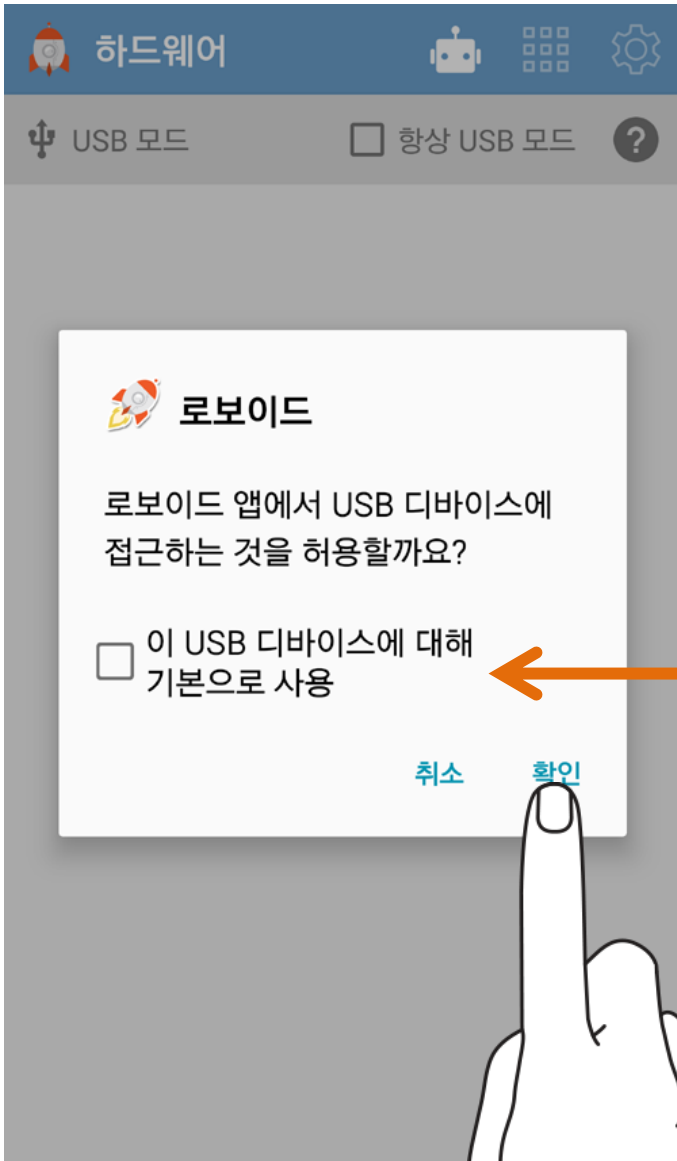 하드웨어
USB 모드
항상 USB 모드
?
로보이드
로보이드 앱에서 USB 디바이스에
접근하는 것을 허용할까요?
이 USB 디바이스에 대해
기본으로 사용
취소
확인